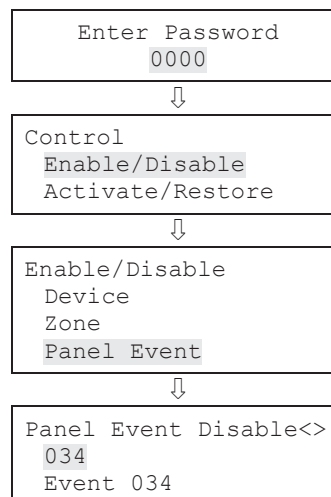 Enter Password
0000
⇩
Control
Enable/Disable
Activate/Restore
⇩
Enable/Disable
Device
Zone
Panel Event
⇩
Panel Event Disable<>
034
Event 034